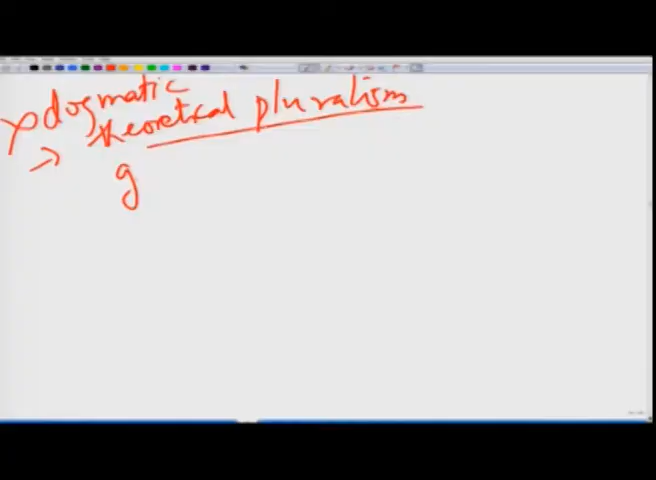 x dogmatic
→ theoretical pluralism
g